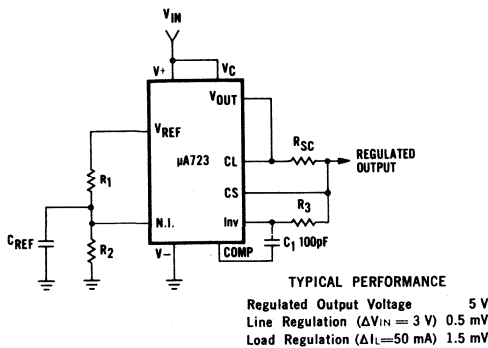 VIN
V+
VC
VOUT
VREF
RSC
μA723
CL
REGULATED
OUTPUT
R1
CS
R3
N.I.
Inv
CREF
R2
C1 100pF
V-
COMP
TYPICAL PERFORMANCE
Regulated Output Voltage 5 V
Line Regulation (ΔVIN = 3 V) 0.5 mV
Load Regulation (ΔIL=50 mA) 1.5 mV